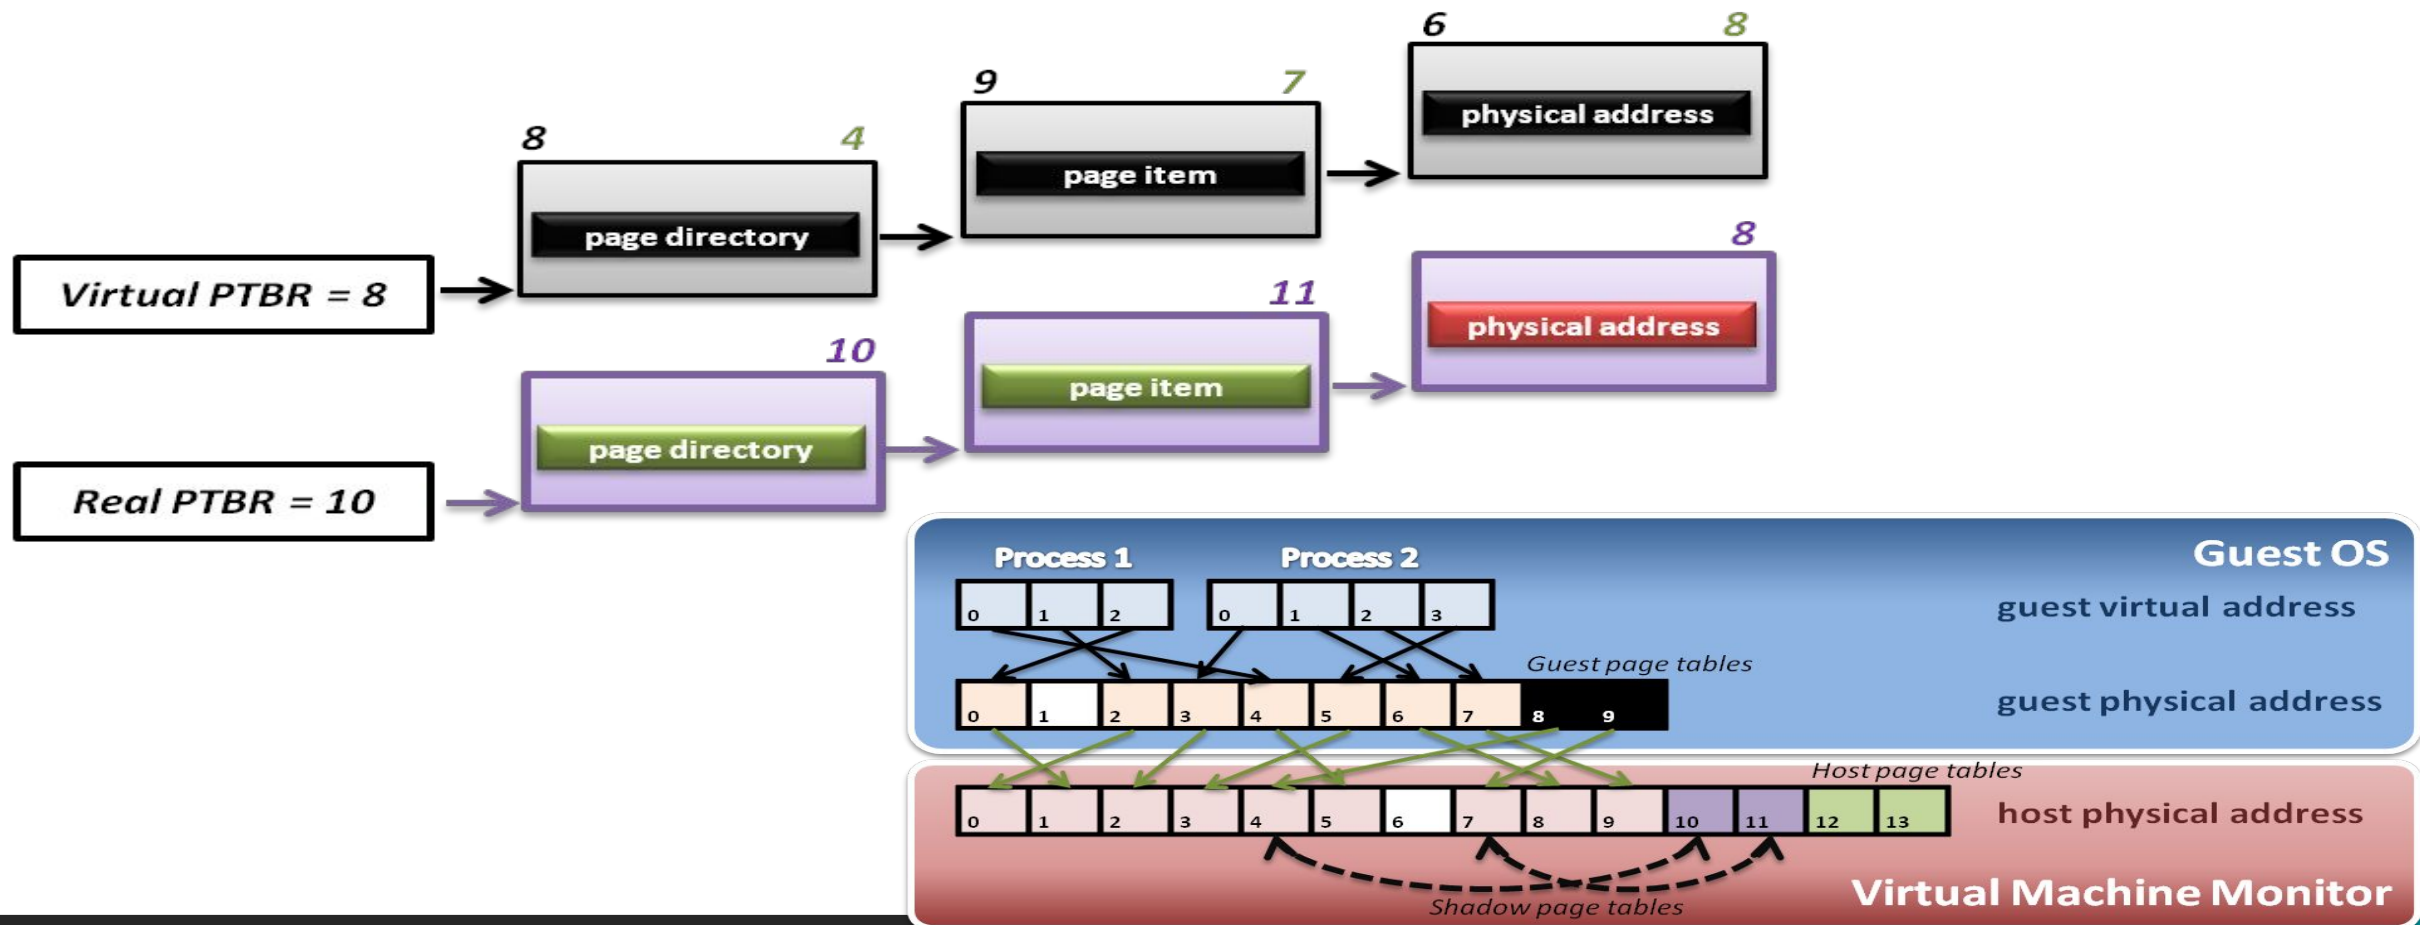 6 8
9 7
physical address
8 4
page item
page directory
8
Virtual PTBR = 8
11
physical address
10
page item
page directory
Real PTBR = 10
Process 1 Process 2 Guest OS
0 1 2 0 1 2 3 guest virtual address
Guest page tables
0 1 2 3 4 5 6 7 8 9 guest physical address
Host page tables
0 1 2 3 4 5 6 7 8 9 10 11 12 13 host physical address
Virtual Machine Monitor
Shadow page tables